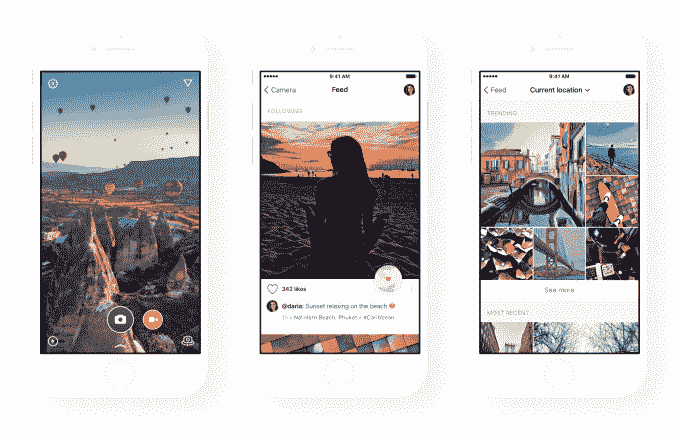 9:41 AM
Camera
Feed
FOLLOWING
342 likes
@daria: Sunset relaxing on the beach
1h • Nai Harn Beach, Phuket • #Caribbean
9:41 AM
Feed
Current location
TRENDING
See more
MOST RECENT